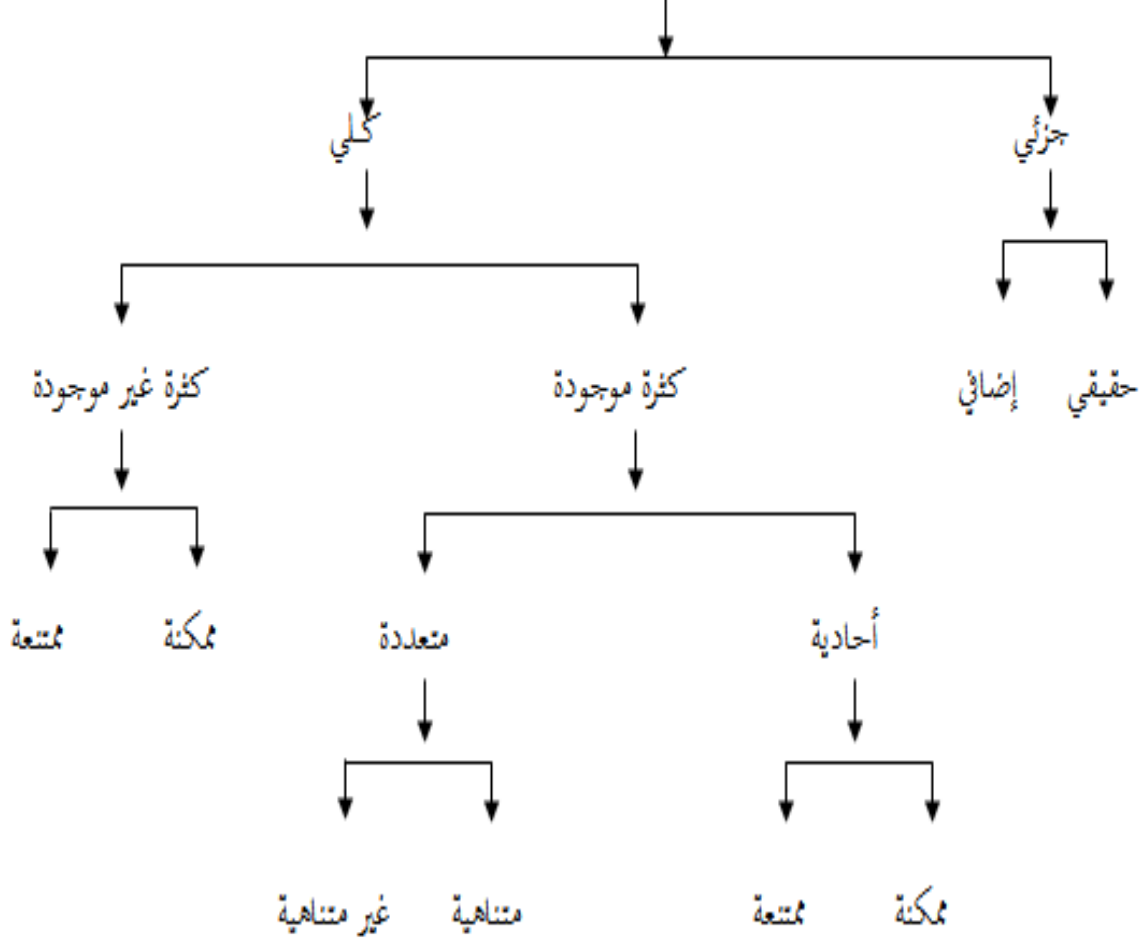 جزئي
كلي
حقيقي
إضافي
كثرة موجودة
كثرة غير موجودة
أحادية
متعددة
ممكنة
ممتنعة
ممكنة
ممتنعة
متناهية
غير متناهية